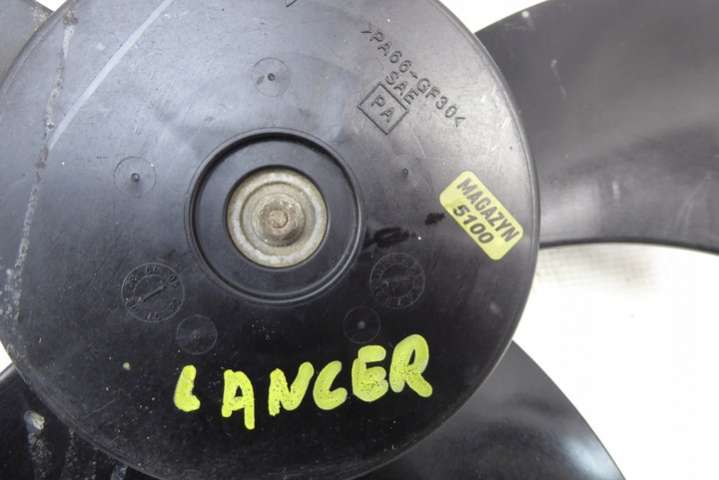 >PA66-GF30<
SAE
PA
MAGAZYN
5100
LANCER